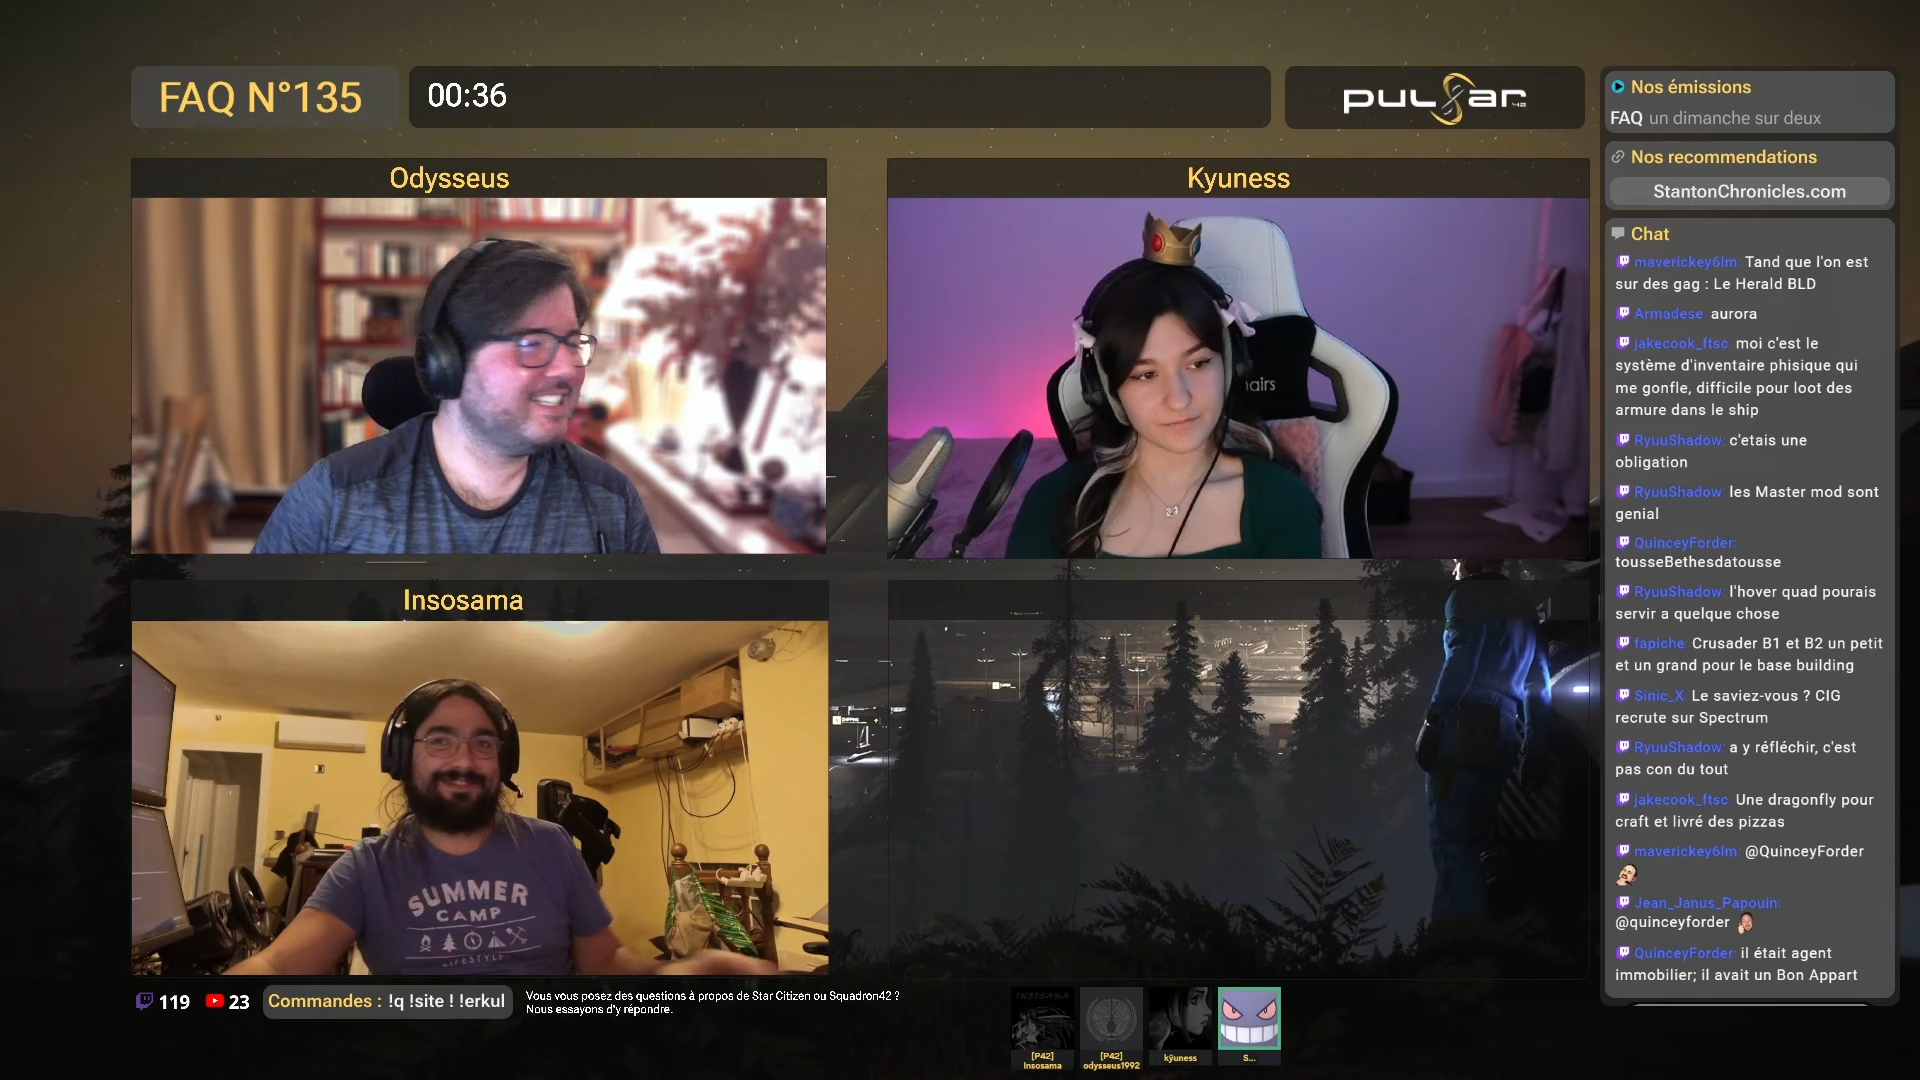 FAQ N°135
00:36
pulsar 42
Odysseus
Kyuness
hairs
Insosama
SUMMER
CAMP
LIFESTYLE
119
23
Commandes : !q !site ! !erkul
Vous vous posez des questions à propos de Star Citizen ou Squadron42 ?
Nous essayons d'y répondre.
[P42]
Insosama
[P42]
odysseus1992
kÿuness
S...
Nos émissions
FAQ un dimanche sur deux
Nos recommendations
StantonChronicles.com
Chat
maverickey6lm: Tand que l'on est
sur des gag : Le Herald BLD
Armadese: aurora
jakecook_ftsc: moi c'est le
système d'inventaire phisique qui
me gonfle, difficile pour loot des
armure dans le ship
RyuuShadow: c'etais une
obligation
RyuuShadow: les Master mod sont
genial
QuinceyForder:
tousseBethesdatousse
RyuuShadow: l'hover quad pourais
servir a quelque chose
fapiche: Crusader B1 et B2 un petit
et un grand pour le base building
Sinic_X: Le saviez-vous ? CIG
recrute sur Spectrum
RyuuShadow: a y réfléchir, c'est
pas con du tout
jakecook_ftsc: Une dragonfly pour
craft et livré des pizzas
maverickey6lm: @QuinceyForder
Jean_Janus_Papouin:
@quinceyforder
QuinceyForder: il était agent
immobilier; il avait un Bon Appart